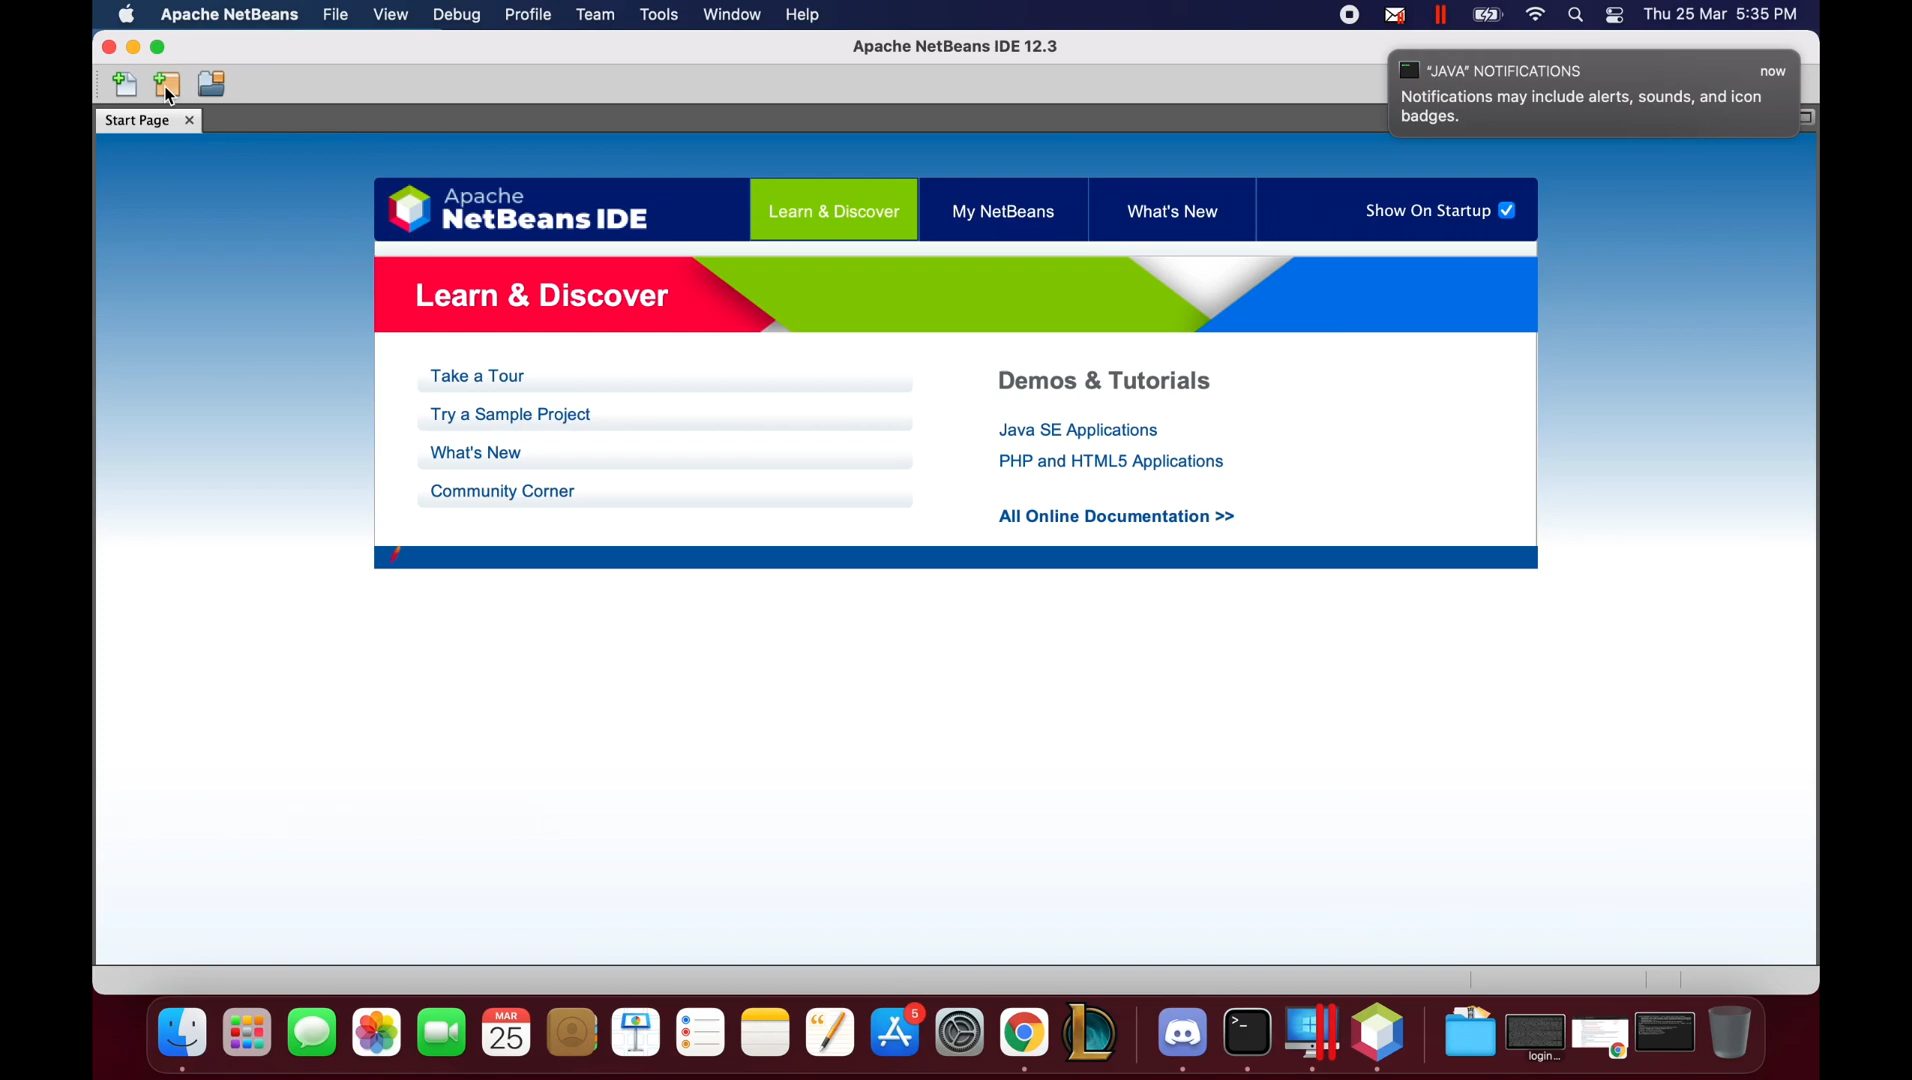 Apache NetBeans File View Debug Profile Team Tools Window Help Thu 25 Mar 5:35 PM
Apache NetBeans IDE 12.3
"JAVA" NOTIFICATIONS now
Notifications may include alerts, sounds, and icon
badges.
Start Page
Apache
NetBeans IDE
Learn & Discover My NetBeans What's New Show On Startup
Learn & Discover
Take a Tour
Try a Sample Project
What's New
Community Corner
Demos & Tutorials
Java SE Applications
PHP and HTML5 Applications
All Online Documentation >>
MAR
25
5
>_
login...